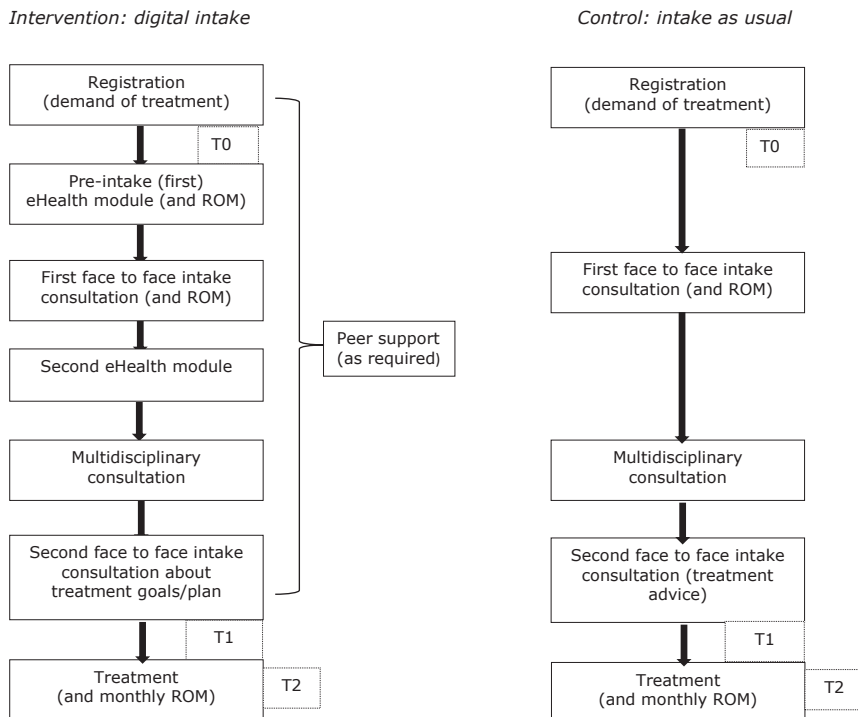 Intervention: digital intake
Control: intake as usual
Registration
(demand of treatment)
T0
Pre-intake (first)
eHealth module (and ROM)
First face to face intake
consultation (and ROM)
Second eHealth module
Multidisciplinary
consultation
Second face to face intake
consultation about
treatment goals/plan
T1
Treatment
(and monthly ROM)
T2
Peer support
(as required)
Registration
(demand of treatment)
T0
First face to face intake
consultation (and ROM)
Multidisciplinary
consultation
Second face to face intake
consultation (treatment
advice)
T1
Treatment
(and monthly ROM)
T2